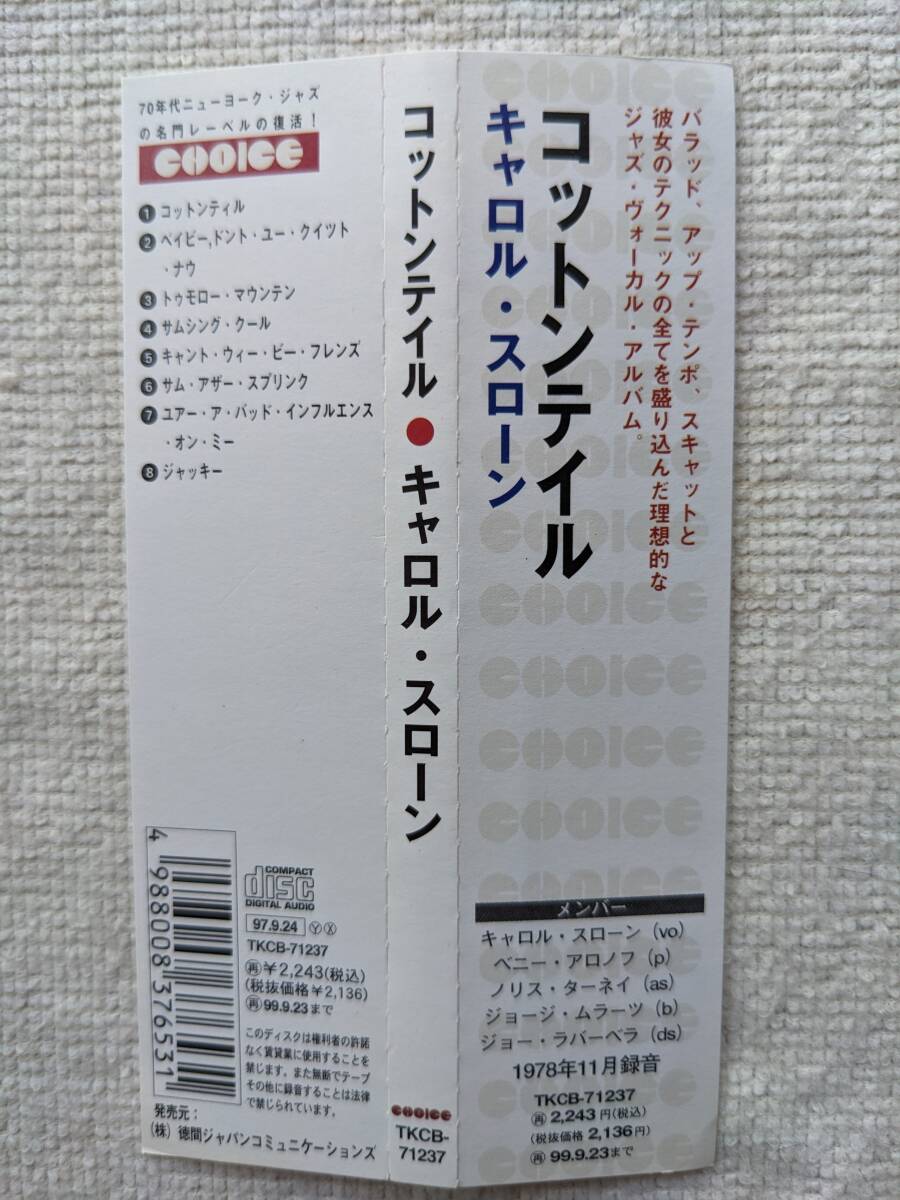 70年代ニューヨーク・ジャズ
の名門レーベルの復活！
CHOICE
❶ コットンティル
❷ ベイビー,ドント・ユー・クイツト
・ナウ
❸ トゥモロー・マウンテン
❹ サムシング・クール
❺ キャント・ウィー・ビー・フレンズ
❻ サム・アザー・スプリンク
❼ ユアー・ア・バッド・インフルエンス
・オン・ミー
❽ ジャッキー
4 988008 376531
COMPACT
disc
DIGITAL AUDIO
97.9.24 Ⓨ Ⓧ
TKCB-71237
㊢¥2,243(税込)
(税抜価格¥2,136)
99.9.23まで
このディスクは権利者の許諾
なく賃貸業に使用することを
禁じます。また無断でテープ
その他に録音することは法律
で禁じられています。
発売元：
(株) 徳間ジャパンコミュニケーションズ
コットンテイル●キャロル・スローン
CHOICE
TKCB-
71237
バラッド、アップ・テンポ、スキャットと
彼女のテクニックの全てを盛り込んだ理想的な
ジャズ・ヴォーカル・アルバム。
コットンテイル
キャロル・スローン
CHOICE
CHOICE
CHOICE
CHOICE
CHOICE
メンバー
キャロル・スローン (vo)
ベニー・アロノフ (p)
ノリス・ターネイ (as)
ジョージ・ムラーツ (b)
ジョー・ラバーベラ (ds)
1978年11月録音
TKCB-71237
再 2,243円(税込)
(税抜価格 2,136円)
再 99.9.23まで